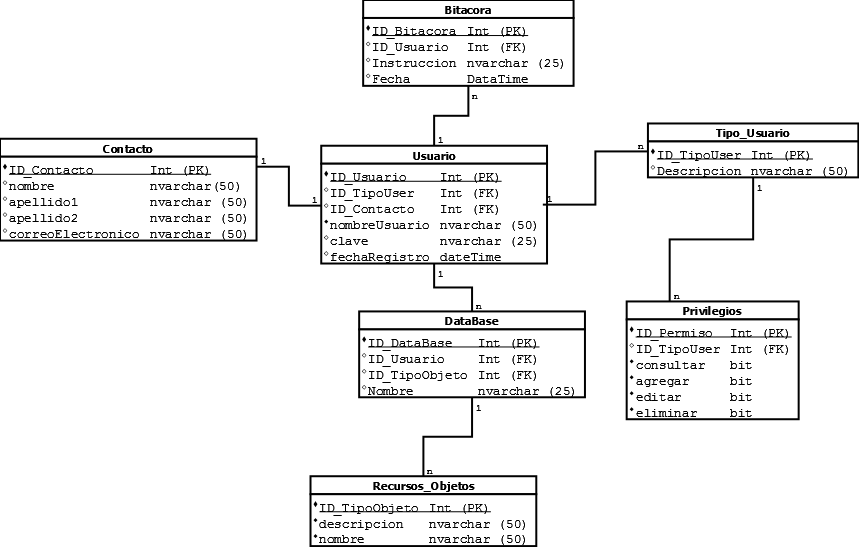 Bitacora
ID_Bitacora Int (PK)
ID_Usuario Int (FK)
Instruccion nvarchar (25)
Fecha DataTime
n
1
Contacto
ID_Contacto Int (PK)
nombre nvarchar(50)
apellido1 nvarchar (50)
apellido2 nvarchar (50)
correoElectronico nvarchar (50)
1
1
Usuario
ID_Usuario Int (PK)
ID_TipoUser Int (FK)
ID_Contacto Int (FK)
nombreUsuario nvarchar (50)
clave nvarchar (25)
fechaRegistro dateTime
1
n
Tipo_Usuario
ID_TipoUser Int (PK)
Descripcion nvarchar (50)
1
n
Privilegios
ID_Permiso Int (PK)
ID_TipoUser Int (FK)
consultar bit
agregar bit
editar bit
eliminar bit
1
n
DataBase
ID_DataBase Int (PK)
ID_Usuario Int (FK)
ID_TipoObjeto Int (FK)
Nombre nvarchar (25)
1
n
Recursos_Objetos
ID_TipoObjeto Int (PK)
descripcion nvarchar (50)
nombre nvarchar (50)